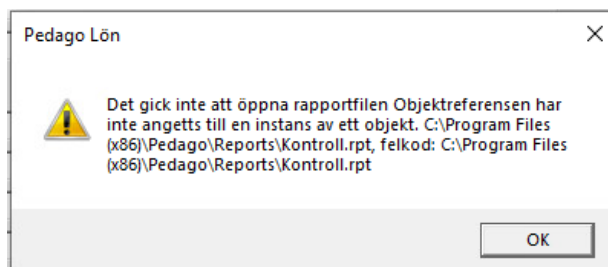 Pedago Lön
Det gick inte att öppna rapportfilen Objektreferensen har
inte angetts till en instans av ett objekt. C:\Program Files
(x86)\Pedago\Reports\Kontroll.rpt, felkod: C:\Program Files
(x86)\Pedago\Reports\Kontroll.rpt
OK